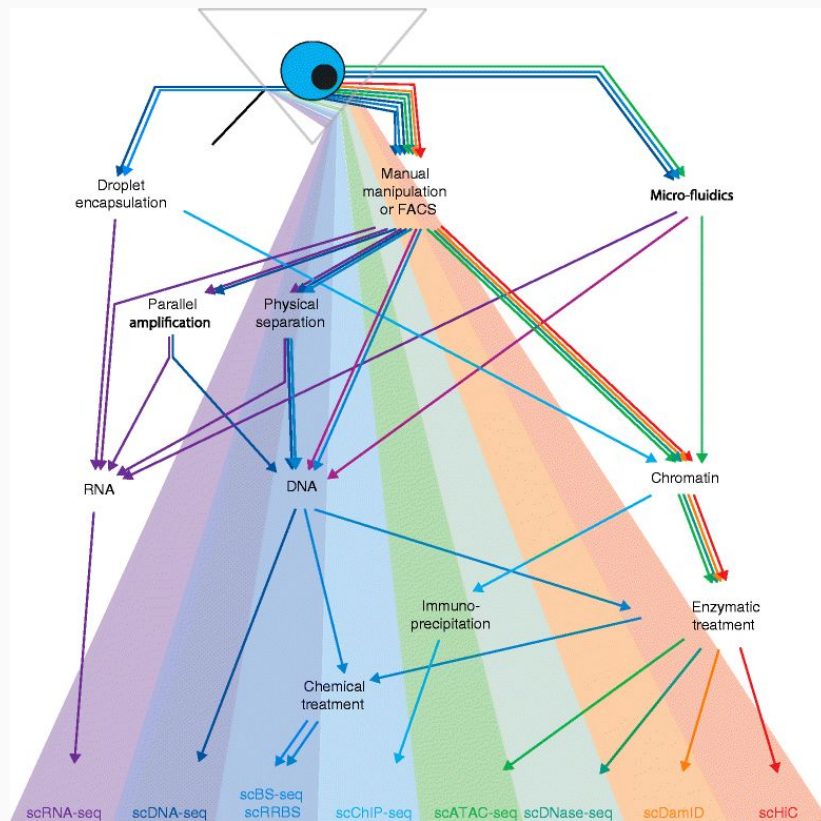 Droplet
encapsulation
Manual
manipulation
or FACS
Micro-fluidics
Parallel
amplification
Physical
separation
RNA
DNA
Chromatin
Immuno-
precipitation
Enzymatic
treatment
Chemical
treatment
scRNA-seq
scDNA-seq
scBS-seq
scRRBS
scChIP-seq
scATAC-seq
scDNase-seq
scDamID
scHiC